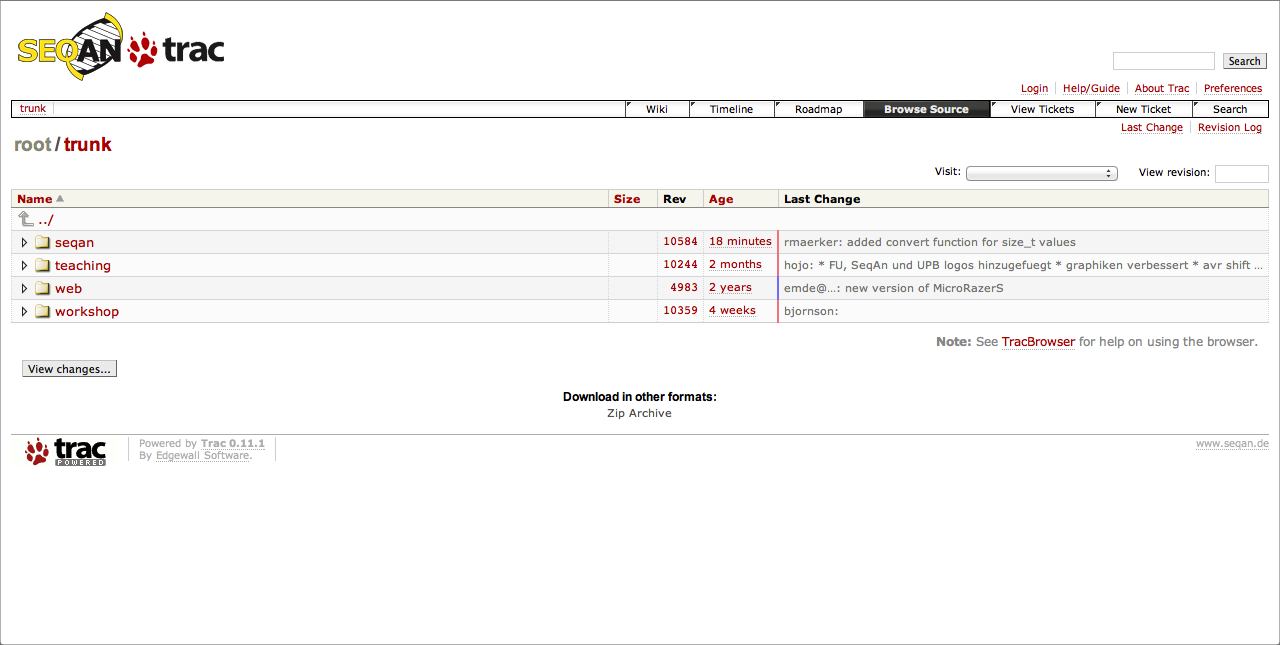 SEQAN trac
Search
Login Help/Guide About Trac Preferences
trunk Wiki Timeline Roadmap Browse Source View Tickets New Ticket Search
Last Change Revision Log
root/trunk
Visit: View revision:
Name Size Rev Age Last Change
../
seqan 10584 18 minutes rmaerker: added convert function for size_t values
teaching 10244 2 months hojo: * FU, SeqAn und UPB logos hinzugefuegt * graphiken verbessert * avr shift ...
web 4983 2 years emde@...: new version of MicroRazerS
workshop 10359 4 weeks bjornson:
Note: See TracBrowser for help on using the browser.
View changes...
Download in other formats:
Zip Archive
trac POWERED
Powered by Trac 0.11.1
By Edgewall Software.
www.seqan.de